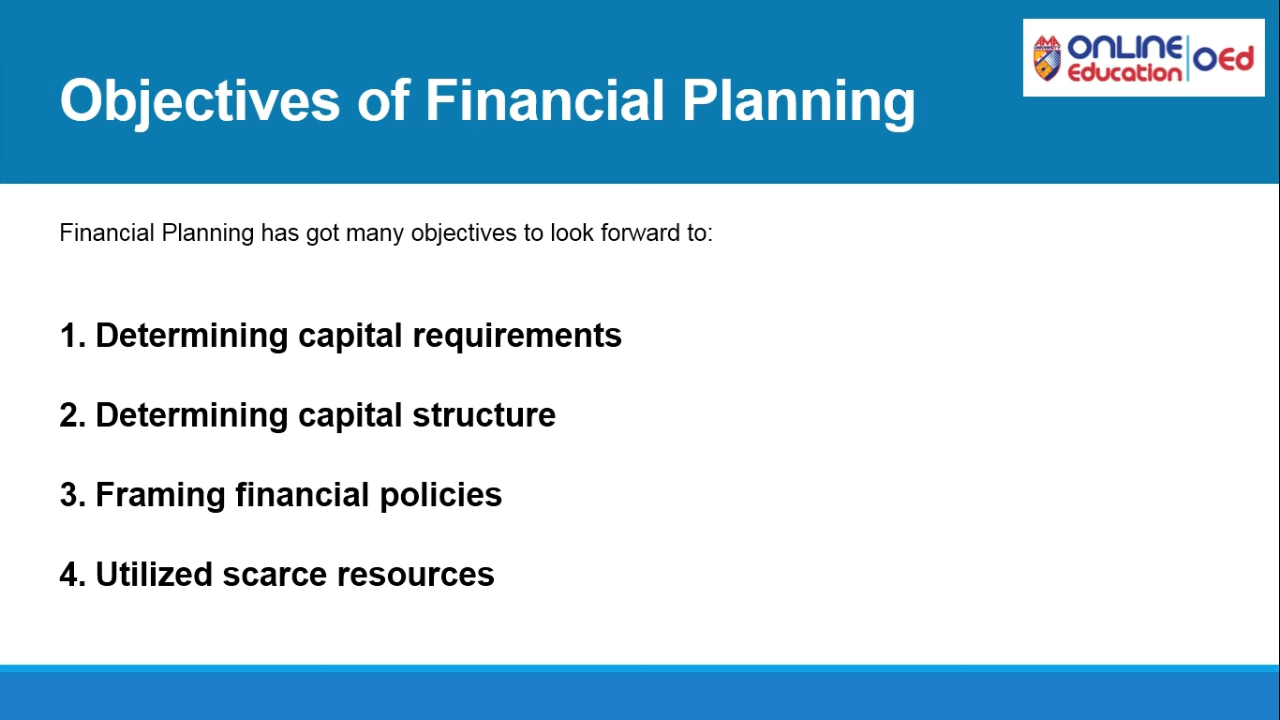 Objectives of Financial Planning
ONLINE
Education
OEd
Financial Planning has got many objectives to look forward to:
1. Determining capital requirements
2. Determining capital structure
3. Framing financial policies
4. Utilized scarce resources